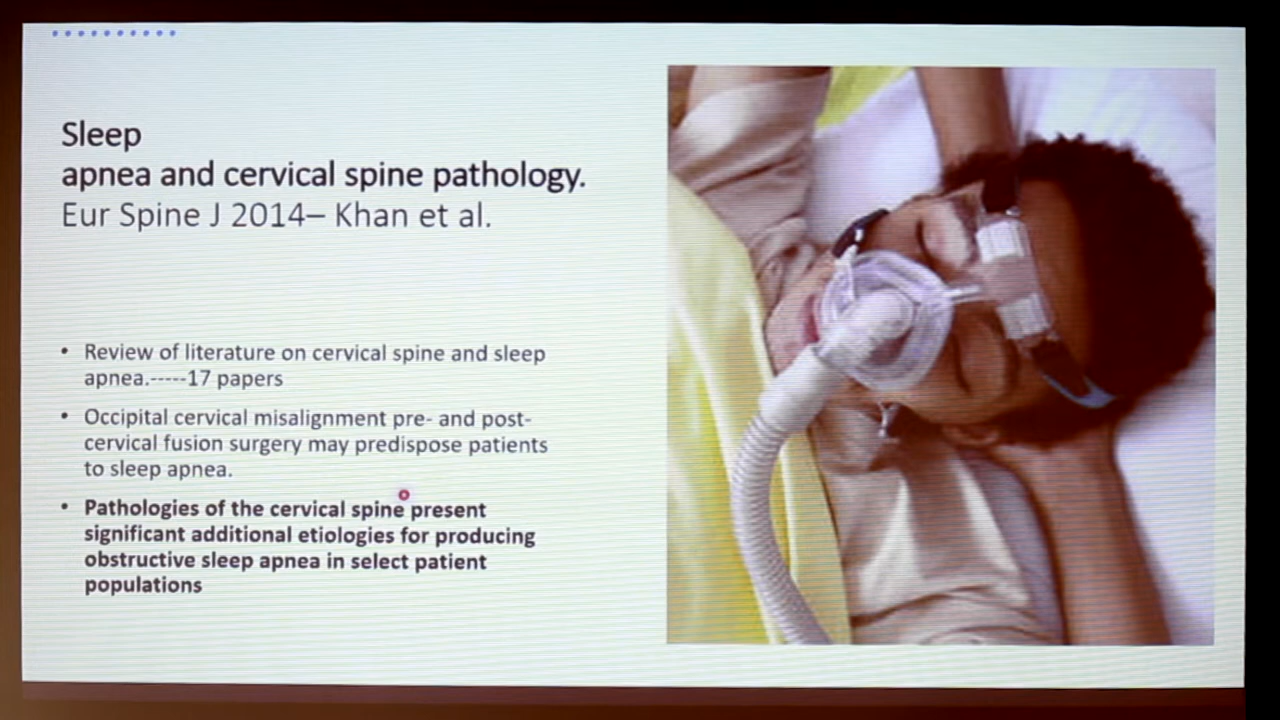 Sleep
apnea and cervical spine pathology.
Eur Spine J 2014– Khan et al.
• Review of literature on cervical spine and sleep
apnea.-----17 papers
• Occipital cervical misalignment pre- and post-
cervical fusion surgery may predispose patients
to sleep apnea.
• Pathologies of the cervical spine present
significant additional etiologies for producing
obstructive sleep apnea in select patient
populations